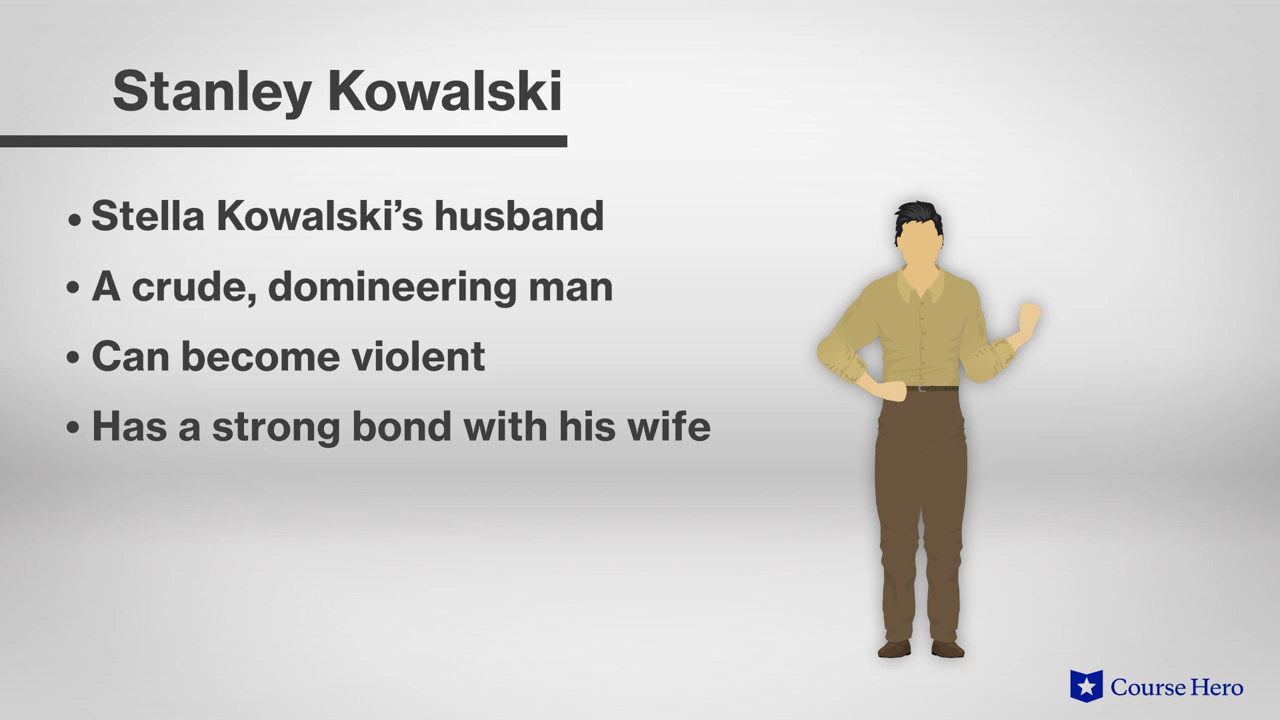 Stanley Kowalski
• Stella Kowalski’s husband
• A crude, domineering man
• Can become violent
• Has a strong bond with his wife
Course Hero